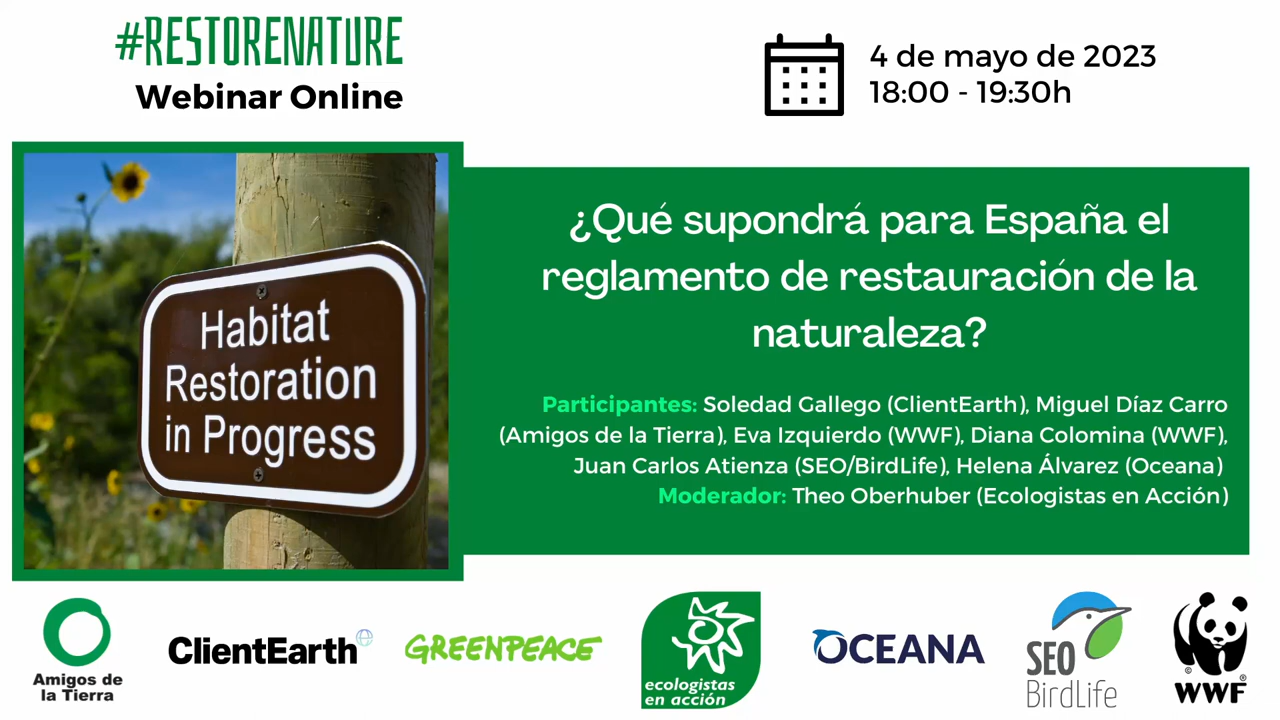 #RESTORENATURE
Webinar Online
4 de mayo de 2023
18:00 - 19:30h
Habitat
Restoration
in Progress
¿Qué supondrá para España el
reglamento de restauración de la
naturaleza?
Participantes: Soledad Gallego (ClientEarth), Miguel Díaz Carro
(Amigos de la Tierra), Eva Izquierdo (WWF), Diana Colomina (WWF),
Juan Carlos Atienza (SEO/BirdLife), Helena Álvarez (Oceana)
Moderador: Theo Oberhuber (Ecologistas en Acción)
Amigos de
la Tierra
ClientEarth
GREENPEACE
ecologistas
en acción
OCEANA
SEO
BirdLife
©
®
WWF